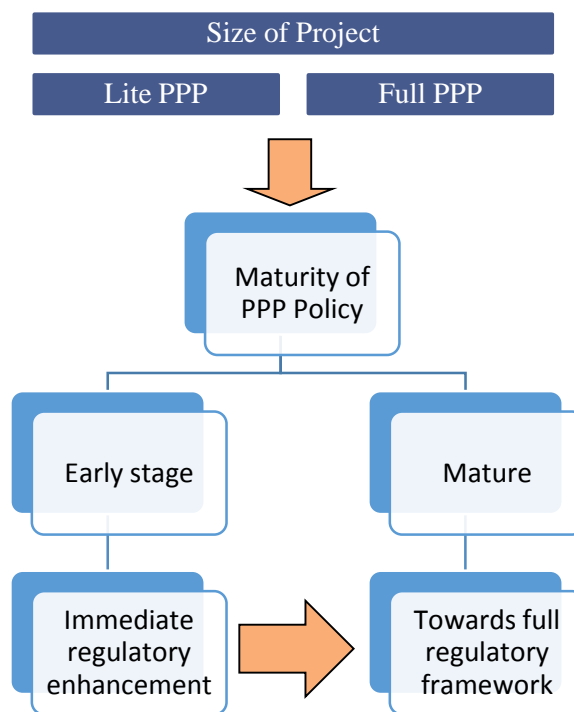 Size of Project
Lite PPP
Full PPP
Maturity of
PPP Policy
Early stage
Mature
Immediate
regulatory
enhancement
Towards full
regulatory
framework